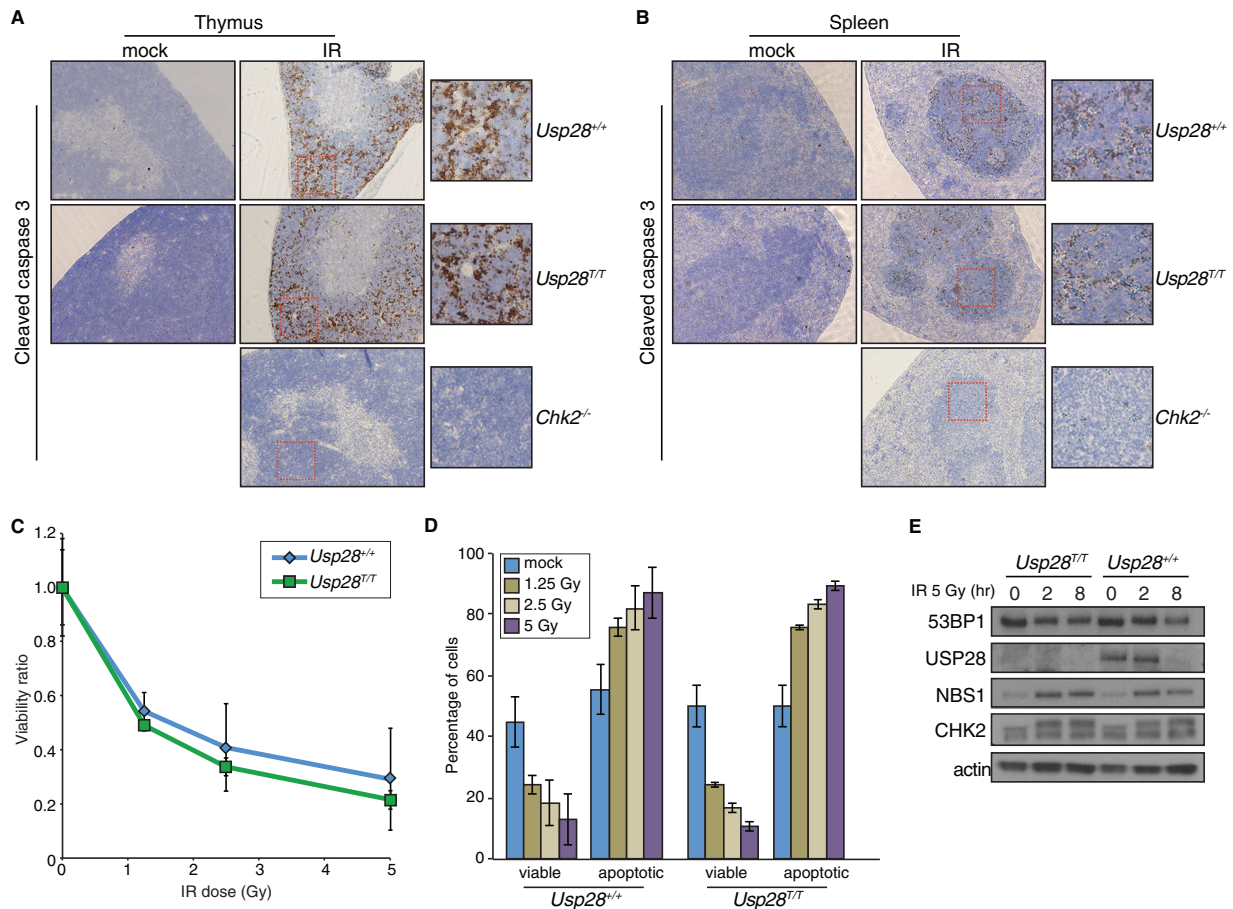 A
Thymus
mock
IR
Cleaved caspase 3
Usp28+/+
Usp28T/T
Chk2-/-
B
Spleen
mock
IR
Cleaved caspase 3
Usp28+/+
Usp28T/T
Chk2-/-
C
1.2
1.0
0.8
0.6
0.4
0.2
0
Viability ratio
0 1 2 3 4 5
IR dose (Gy)
Usp28+/+
Usp28T/T
D
100
80
60
40
20
0
Percentage of cells
mock
1.25 Gy
2.5 Gy
5 Gy
viable apoptotic viable apoptotic
Usp28+/+ Usp28T/T
E
Usp28T/T Usp28+/+
IR 5 Gy (hr) 0 2 8 0 2 8
53BP1
USP28
NBS1
CHK2
actin